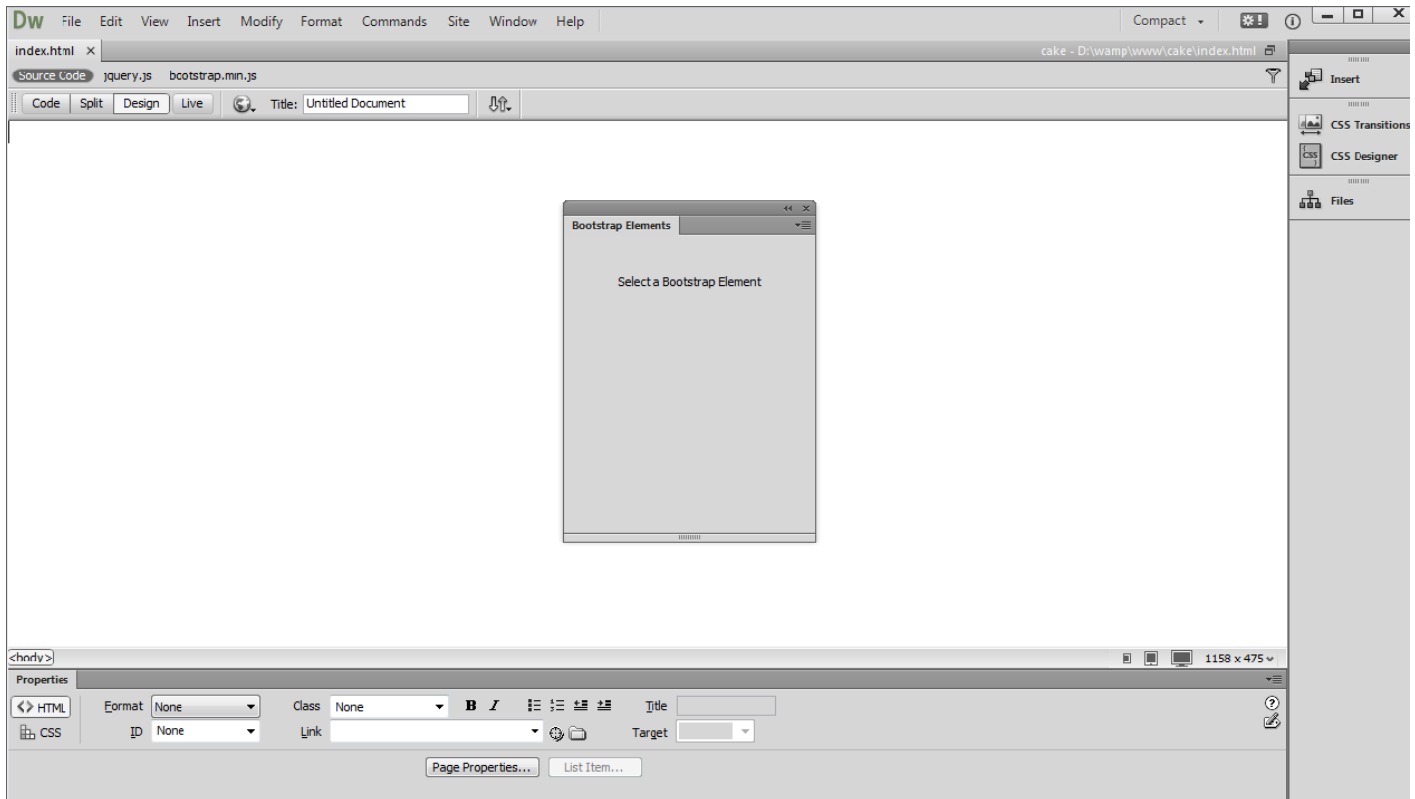 Dw File Edit View Insert Modify Format Commands Site Window Help Compact
index.html × cake - D:\wamp\www\cake\index.html
Source Code jquery.js bootstrap.min.js
Code Split Design Live Title: Untitled Document
Insert
CSS Transitions
CSS Designer
Files
Bootstrap Elements
Select a Bootstrap Element
<body> 1158 x 475
Properties
<> HTML Format None Class None B I Title
CSS ID None Link Target
Page Properties... List Item...